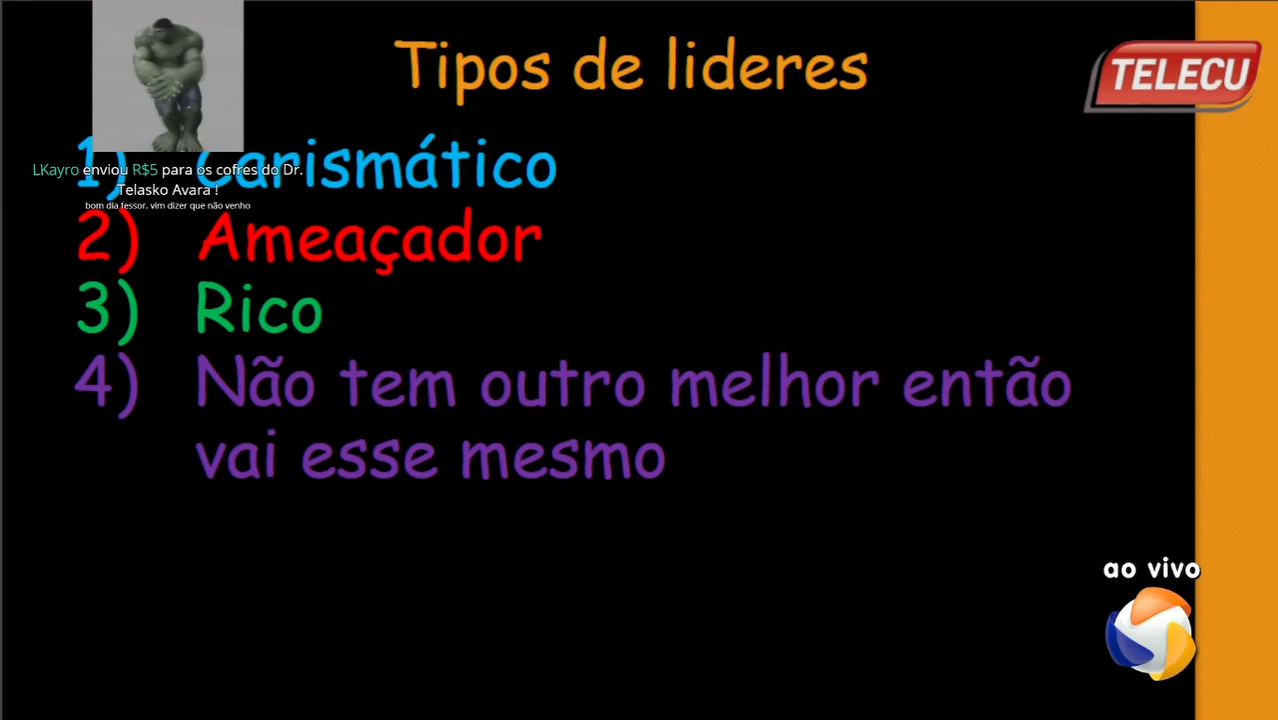 Tipos de lideres
TELECU
1) Carismático
LKayro enviou R$5 para os cofres do Dr.
Telasko Avara !
bom dia fessor. vim dizer que não venho
2) Ameaçador
3) Rico
4) Não tem outro melhor então
vai esse mesmo
ao vivo